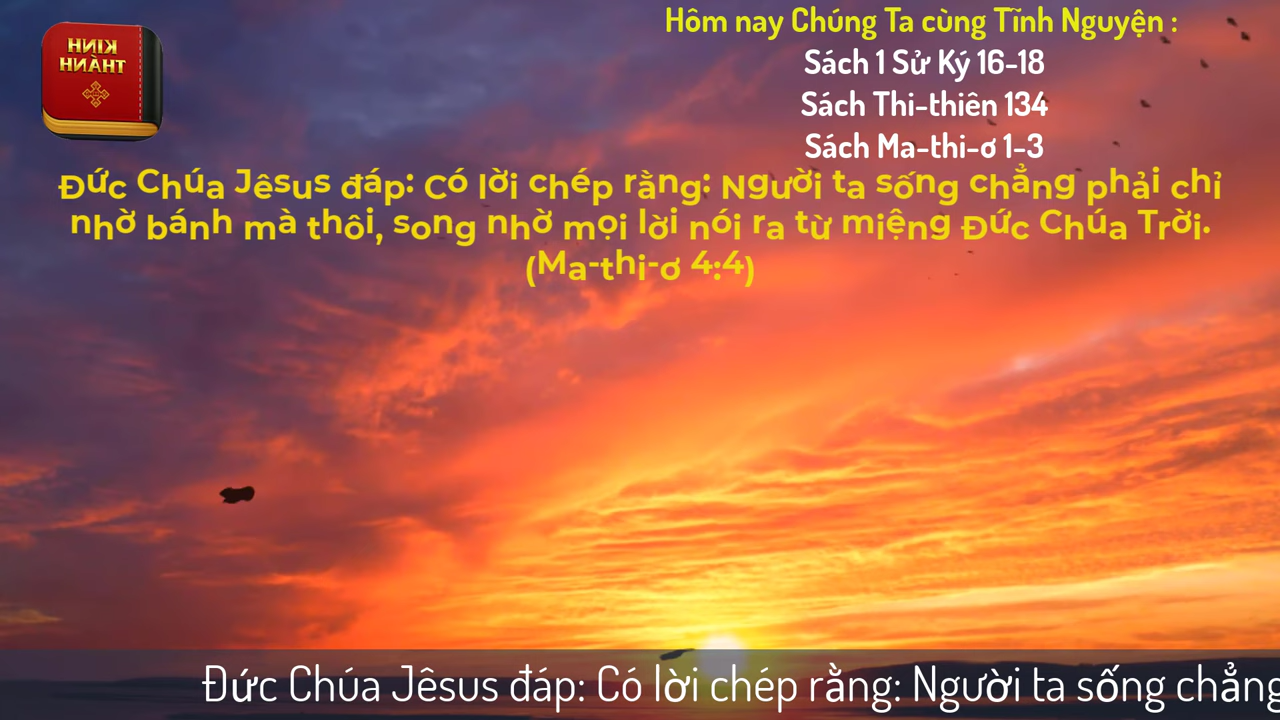 KINH
THÀNH
Hôm nay Chúng Ta cùng Tĩnh Nguyện :
Sách 1 Sử Ký 16-18
Sách Thi-thiên 134
Sách Ma-thi-ơ 1-3
Đức Chúa Jêsus đáp: Có lời chép rằng: Người ta sống chẳng phải chỉ
nhờ bánh mà thôi, song nhờ mọi lời nói ra từ miệng Đức Chúa Trời.
(Ma-thi-ơ 4:4)
Đức Chúa Jêsus đáp: Có lời chép rằng: Người ta sống chẳng